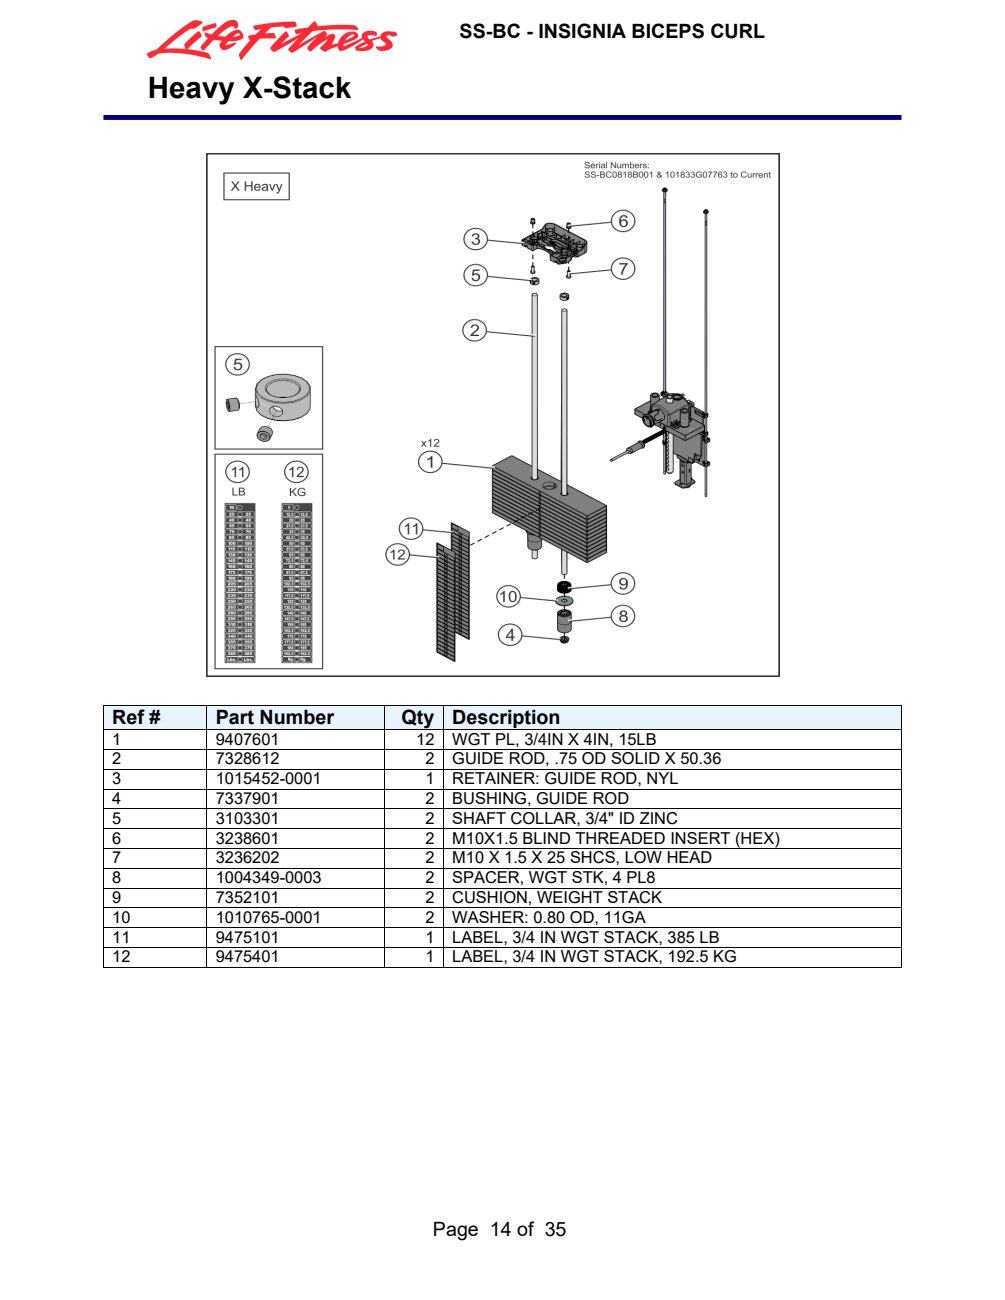 Life Fitness
SS-BC - INSIGNIA BICEPS CURL
Heavy X-Stack
Serial Numbers:
SS-BC0818B001 & 101833G07763 to Current
X Heavy
6
3
5
7
2
5
x12
1
11
12
LB
KG
11
12
9
10
8
4
Ref # Part Number Qty Description
1 9407601 12 WGT PL, 3/4IN X 4IN, 15LB
2 7328612 2 GUIDE ROD, .75 OD SOLID X 50.36
3 1015452-0001 1 RETAINER: GUIDE ROD, NYL
4 7337901 2 BUSHING, GUIDE ROD
5 3103301 2 SHAFT COLLAR, 3/4" ID ZINC
6 3238601 2 M10X1.5 BLIND THREADED INSERT (HEX)
7 3236202 2 M10 X 1.5 X 25 SHCS, LOW HEAD
8 1004349-0003 2 SPACER, WGT STK, 4 PL8
9 7352101 2 CUSHION, WEIGHT STACK
10 1010765-0001 2 WASHER: 0.80 OD, 11GA
11 9475101 1 LABEL, 3/4 IN WGT STACK, 385 LB
12 9475401 1 LABEL, 3/4 IN WGT STACK, 192.5 KG
Page 14 of 35